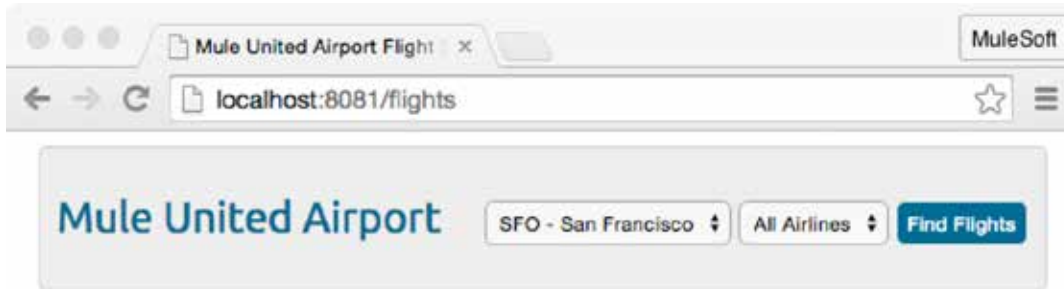 Mule United Airport Flight
MuleSoft
localhost:8081/flights
Mule United Airport
SFO - San Francisco
All Airlines
Find Flights